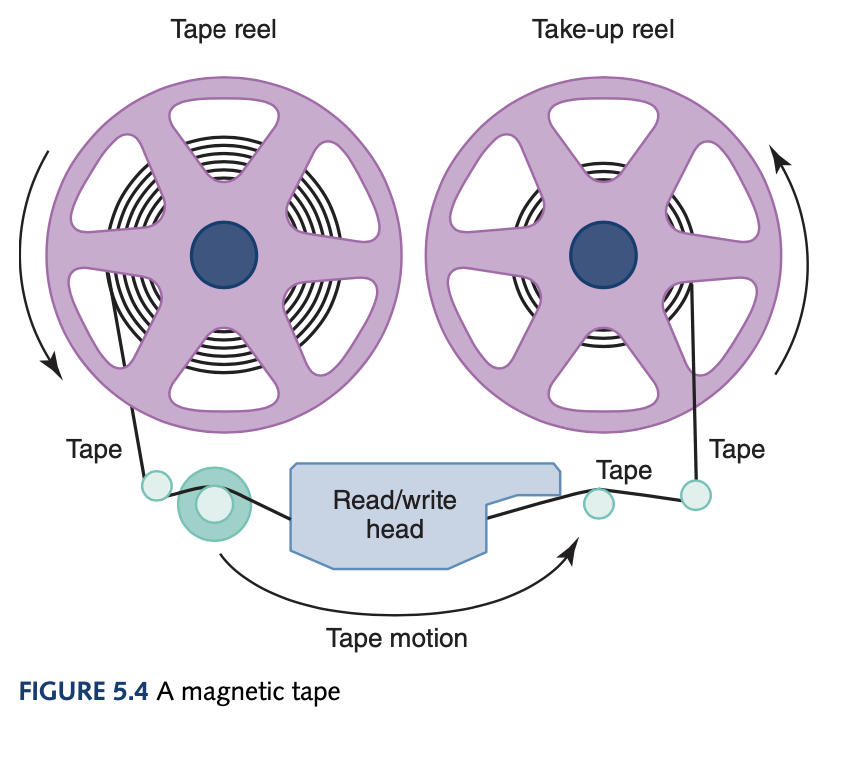 Tape reel
Take-up reel
Tape
Tape
Tape
Read/write
head
Tape motion
FIGURE 5.4 A magnetic tape